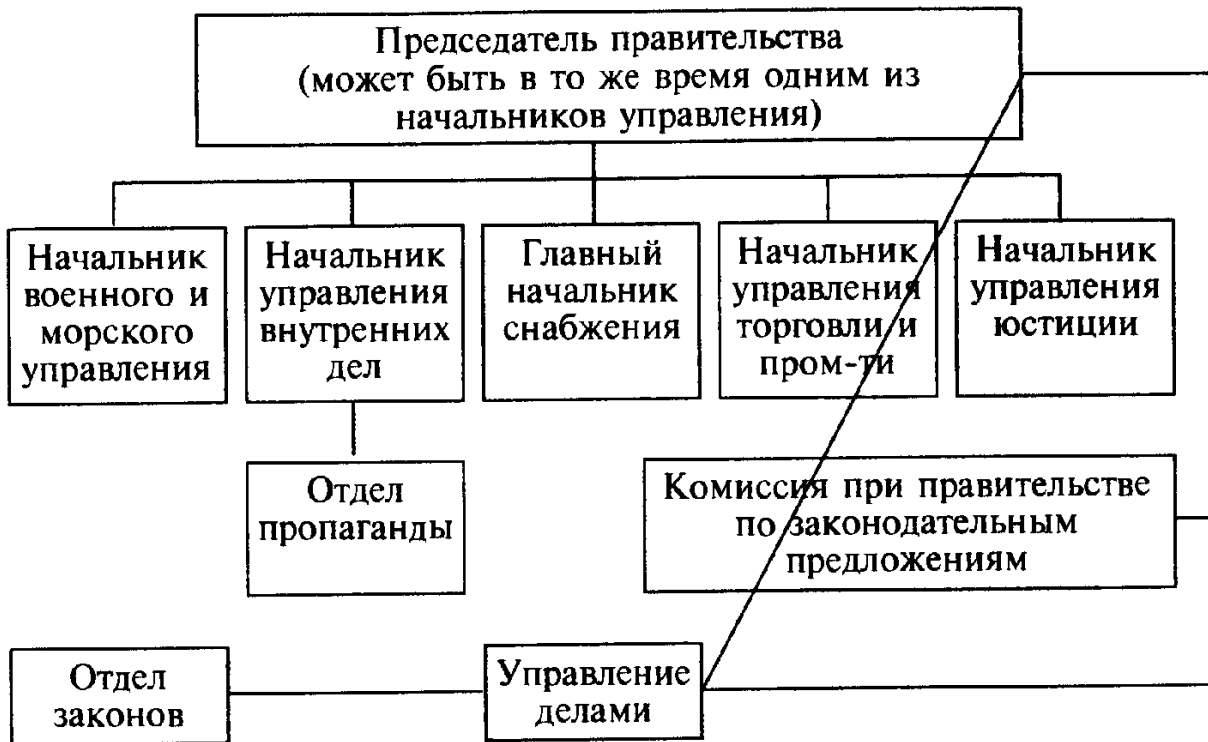 Председатель правительства
(может быть в то же время одним из
начальников управления)
Начальник
военного и
морского
управления
Начальник
управления
внутренних
дел
Главный
начальник
снабжения
Начальник
управления
торговли и
пром-ти
Начальник
управления
юстиции
Отдел
пропаганды
Комиссия при правительстве
по законодательным
предложениям
Отдел
законов
Управление
делами